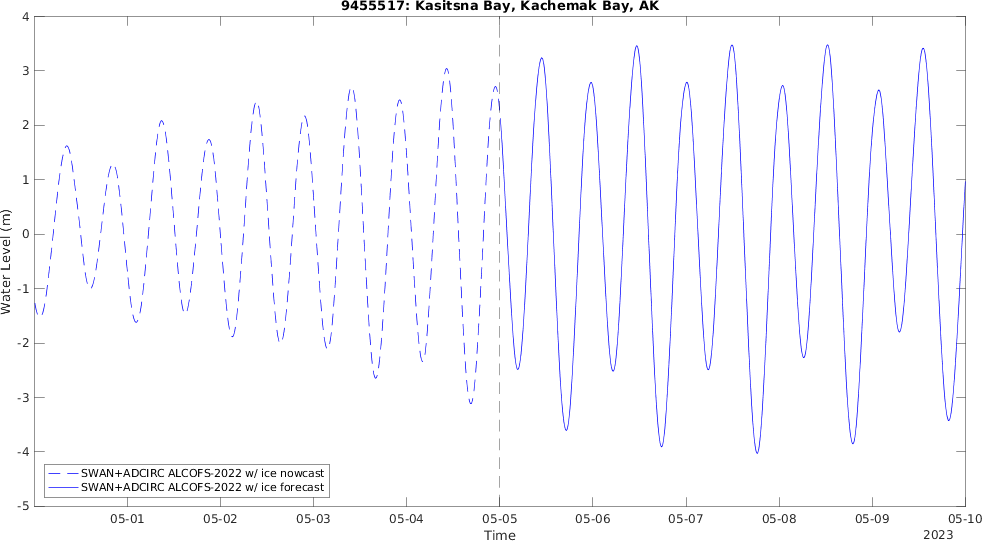 9455517: Kasitsna Bay, Kachemak Bay, AK
4
3
2
1
0
-1
-2
-3
-4
-5
Water Level (m)
SWAN+ADCIRC ALCOFS-2022 w/ ice nowcast
SWAN+ADCIRC ALCOFS-2022 w/ ice forecast
05-01 05-02 05-03 05-04 05-05 05-06 05-07 05-08 05-09 05-10
Time
2023